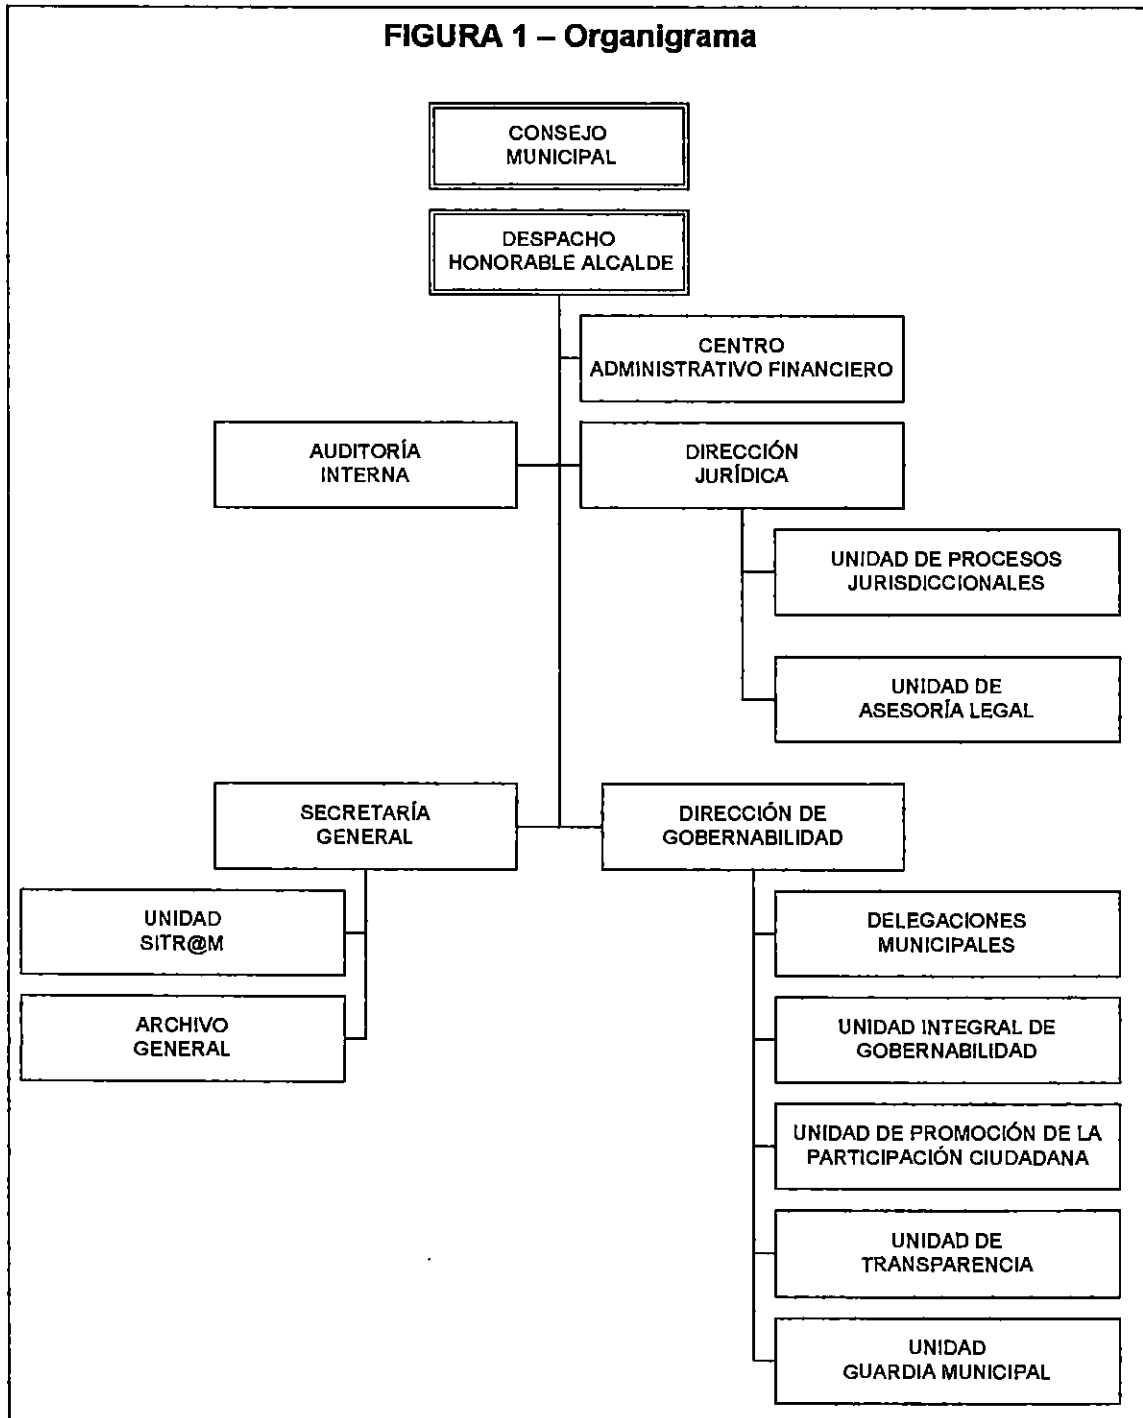 FIGURA 1 – Organigrama
CONSEJO
MUNICIPAL
DESPACHO
HONORABLE ALCALDE
CENTRO
ADMINISTRATIVO FINANCIERO
AUDITORÍA
INTERNA
DIRECCIÓN
JURÍDICA
UNIDAD DE PROCESOS
JURISDICCIONALES
UNIDAD DE
ASESORÍA LEGAL
SECRETARÍA
GENERAL
DIRECCIÓN DE
GOBERNABILIDAD
UNIDAD
SITR@M
ARCHIVO
GENERAL
DELEGACIONES
MUNICIPALES
UNIDAD INTEGRAL DE
GOBERNABILIDAD
UNIDAD DE PROMOCIÓN DE LA
PARTICIPACIÓN CIUDADANA
UNIDAD DE
TRANSPARENCIA
UNIDAD
GUARDIA MUNICIPAL